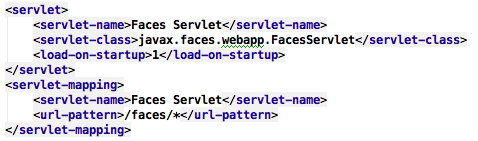 <servlet>
    <servlet-name>Faces Servlet</servlet-name>
    <servlet-class>javax.faces.webapp.FacesServlet</servlet-class>
    <load-on-startup>1</load-on-startup>
</servlet>
<servlet-mapping>
    <servlet-name>Faces Servlet</servlet-name>
    <url-pattern>/faces/*</url-pattern>
</servlet-mapping>